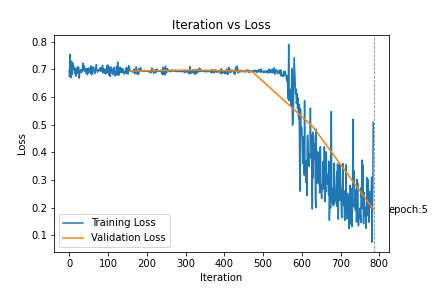 Iteration vs Loss
0.8
0.7
0.6
0.5
0.4
0.3
0.2
0.1
Loss
epoch:5
Training Loss
Validation Loss
0 100 200 300 400 500 600 700 800
Iteration